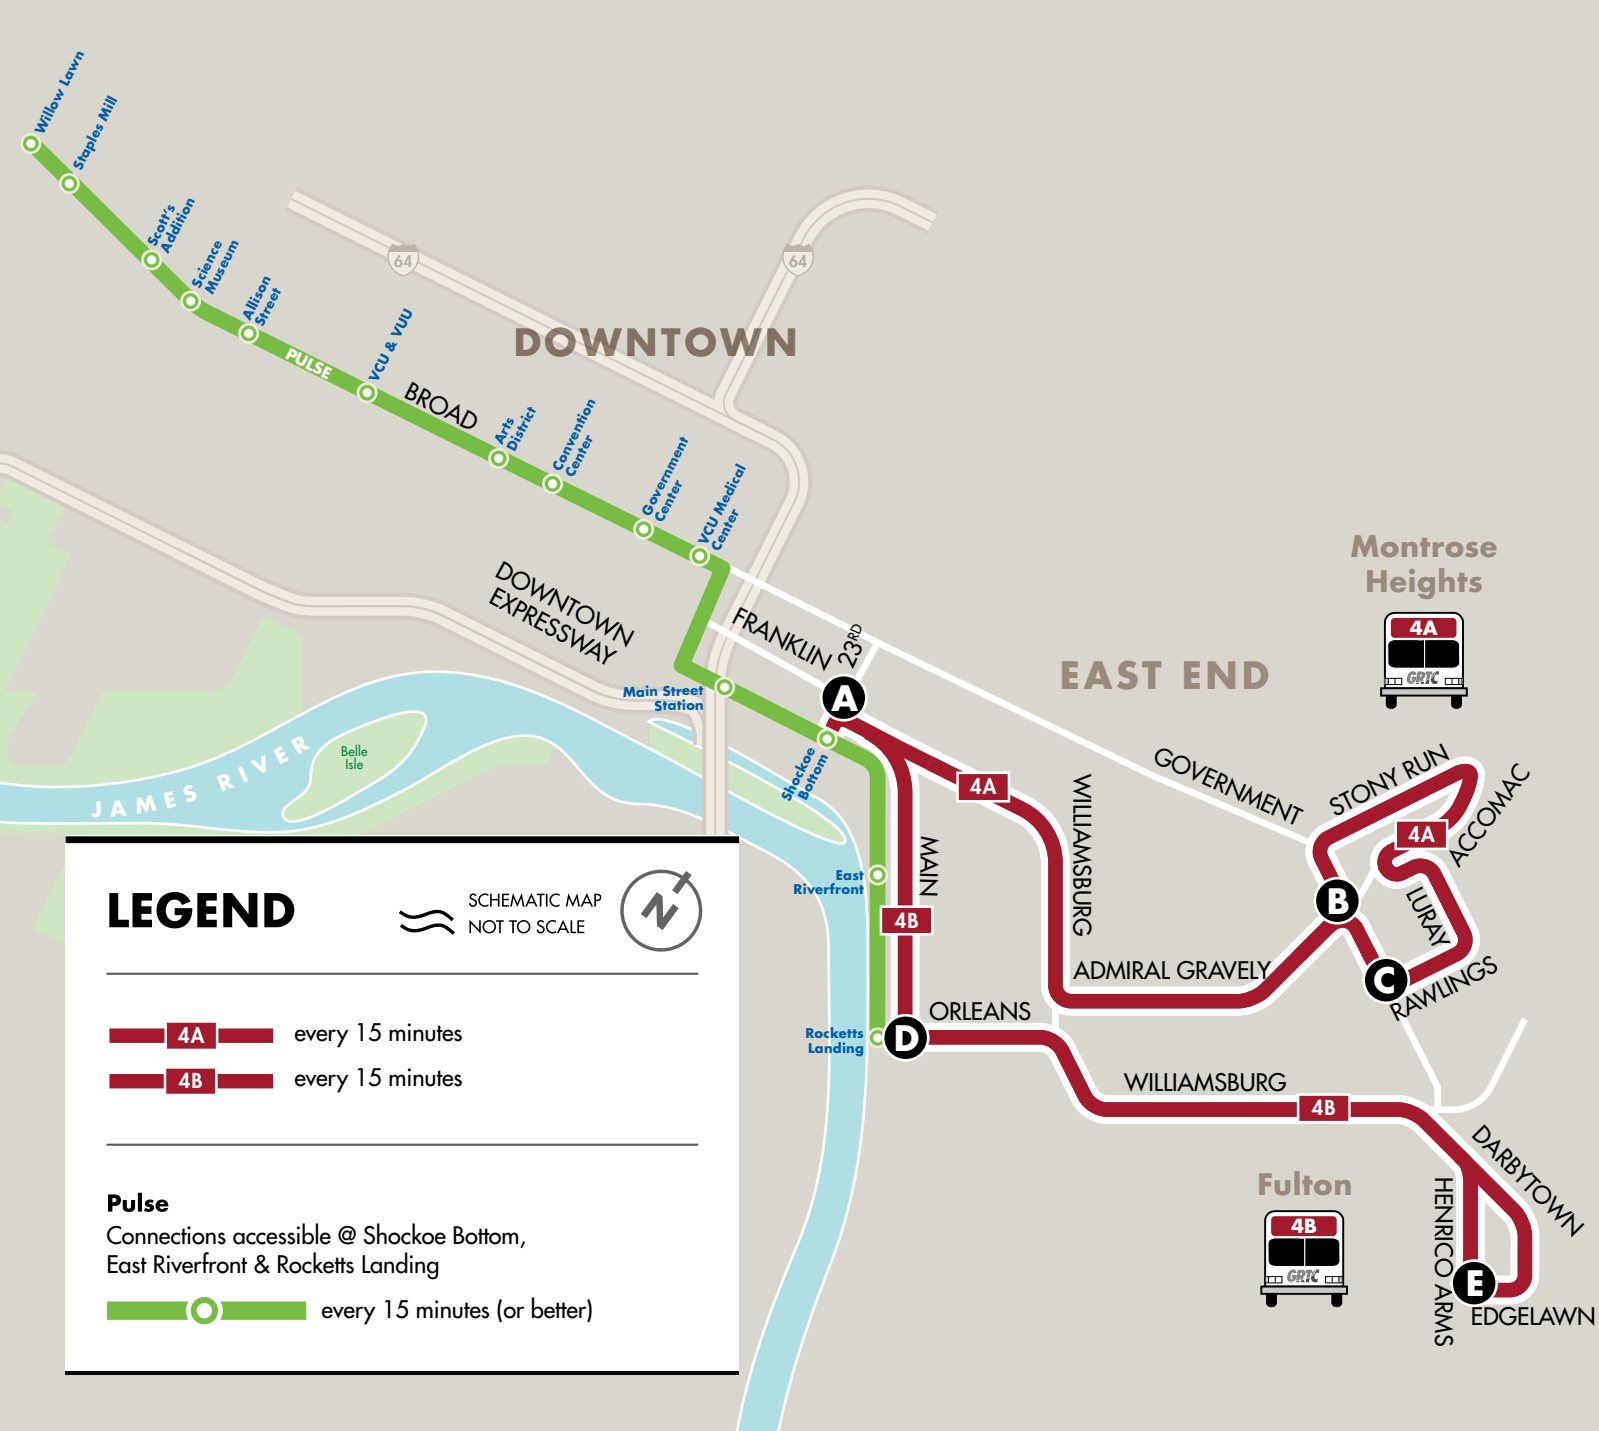 Willow Lawn
Staples Mill
Scott's
Addition
Science
Museum
Allison
Street
PULSE
VCU & VUU
BROAD
Arts
District
Convention
Center
Government
Center
VCU Medical
Center
64
64
DOWNTOWN
DOWNTOWN
EXPRESSWAY
FRANKLIN
23RD
Main Street
Station
A
Shockoe
Bottom
EAST END
Montrose
Heights
4A
GRTC
GOVERNMENT
STONY RUN
ACCOMAC
4A
4A
LURAY
B
C
RAWLINGS
WILLIAMSBURG
ADMIRAL GRAVELY
MAIN
4B
East
Riverfront
Rocketts
Landing
D
ORLEANS
WILLIAMSBURG
4B
DARBYTOWN
HENRICO ARMS
E
EDGELAWN
Fulton
4B
GRTC
Belle
Isle
JAMES RIVER
LEGEND
SCHEMATIC MAP
NOT TO SCALE
N
4A every 15 minutes
4B every 15 minutes
Pulse
Connections accessible @ Shockoe Bottom,
East Riverfront & Rocketts Landing
every 15 minutes (or better)